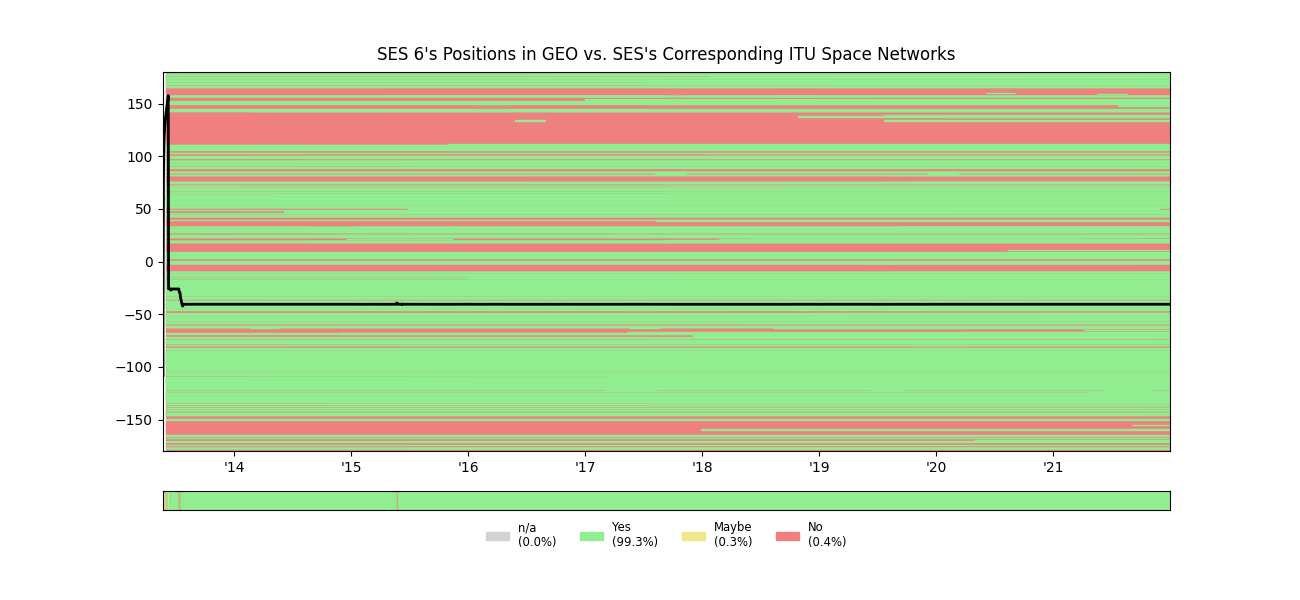 SES 6's Positions in GEO vs. SES's Corresponding ITU Space Networks
150
100
50
0
−50
−100
−150
'14 '15 '16 '17 '18 '19 '20 '21
n/a Yes Maybe No
(0.0%) (99.3%) (0.3%) (0.4%)